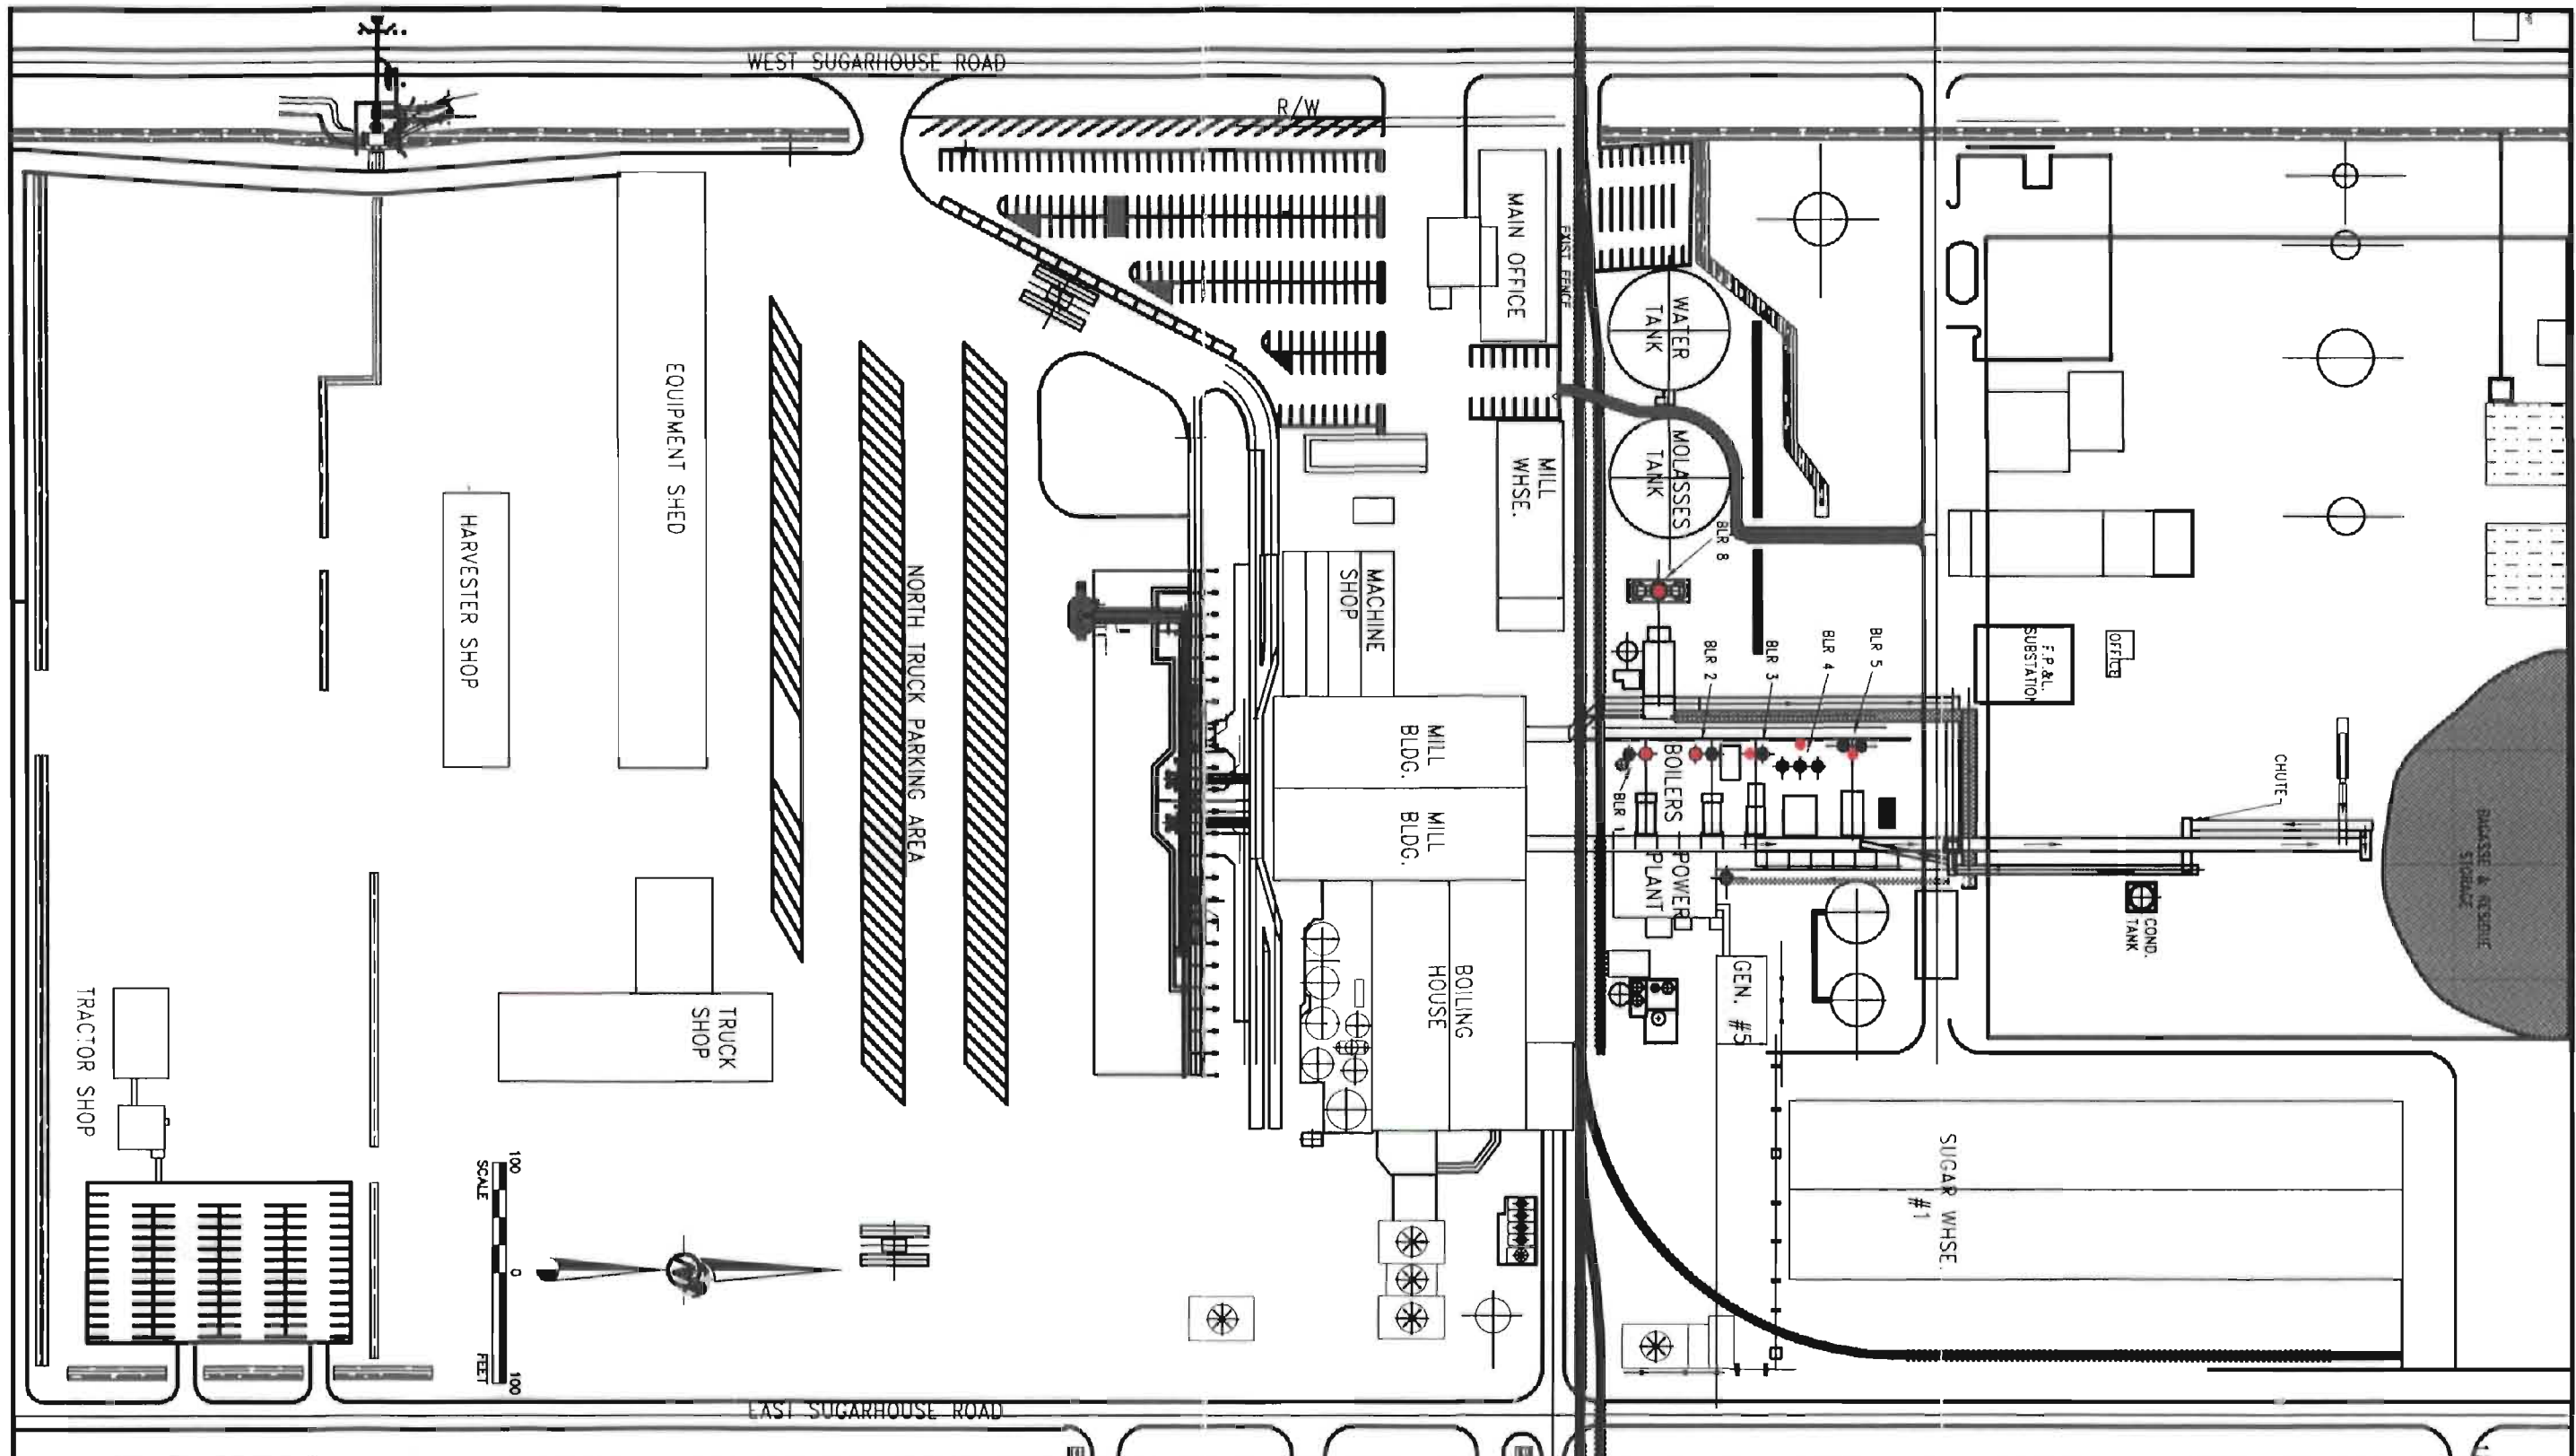 WEST SUGARHOUSE ROAD
R/W
MAIN OFFICE
EXIST FENCE
WATER
TANK
MOLASSES
TANK
MILL
WHSE.
BLR 8
EQUIPMENT SHED
HARVESTER SHOP
NORTH TRUCK PARKING AREA
MACHINE
SHOP
BLR 2
BLR 3
BLR 4
BLR 5
F.P.&L.
SUBSTATION
OFFICE
MILL
BLDG.
MILL
BLDG.
BOILERS
BLR 1
POWER
PLANT
CHUTE
BAGASSE & RESIDUE
STORAGE
COND.
TANK
BOILING
HOUSE
GEN. #5
TRUCK
SHOP
TRACTOR SHOP
SUGAR WHSE.
#1
100
0
100
SCALE
FEET
EAST SUGARHOUSE ROAD